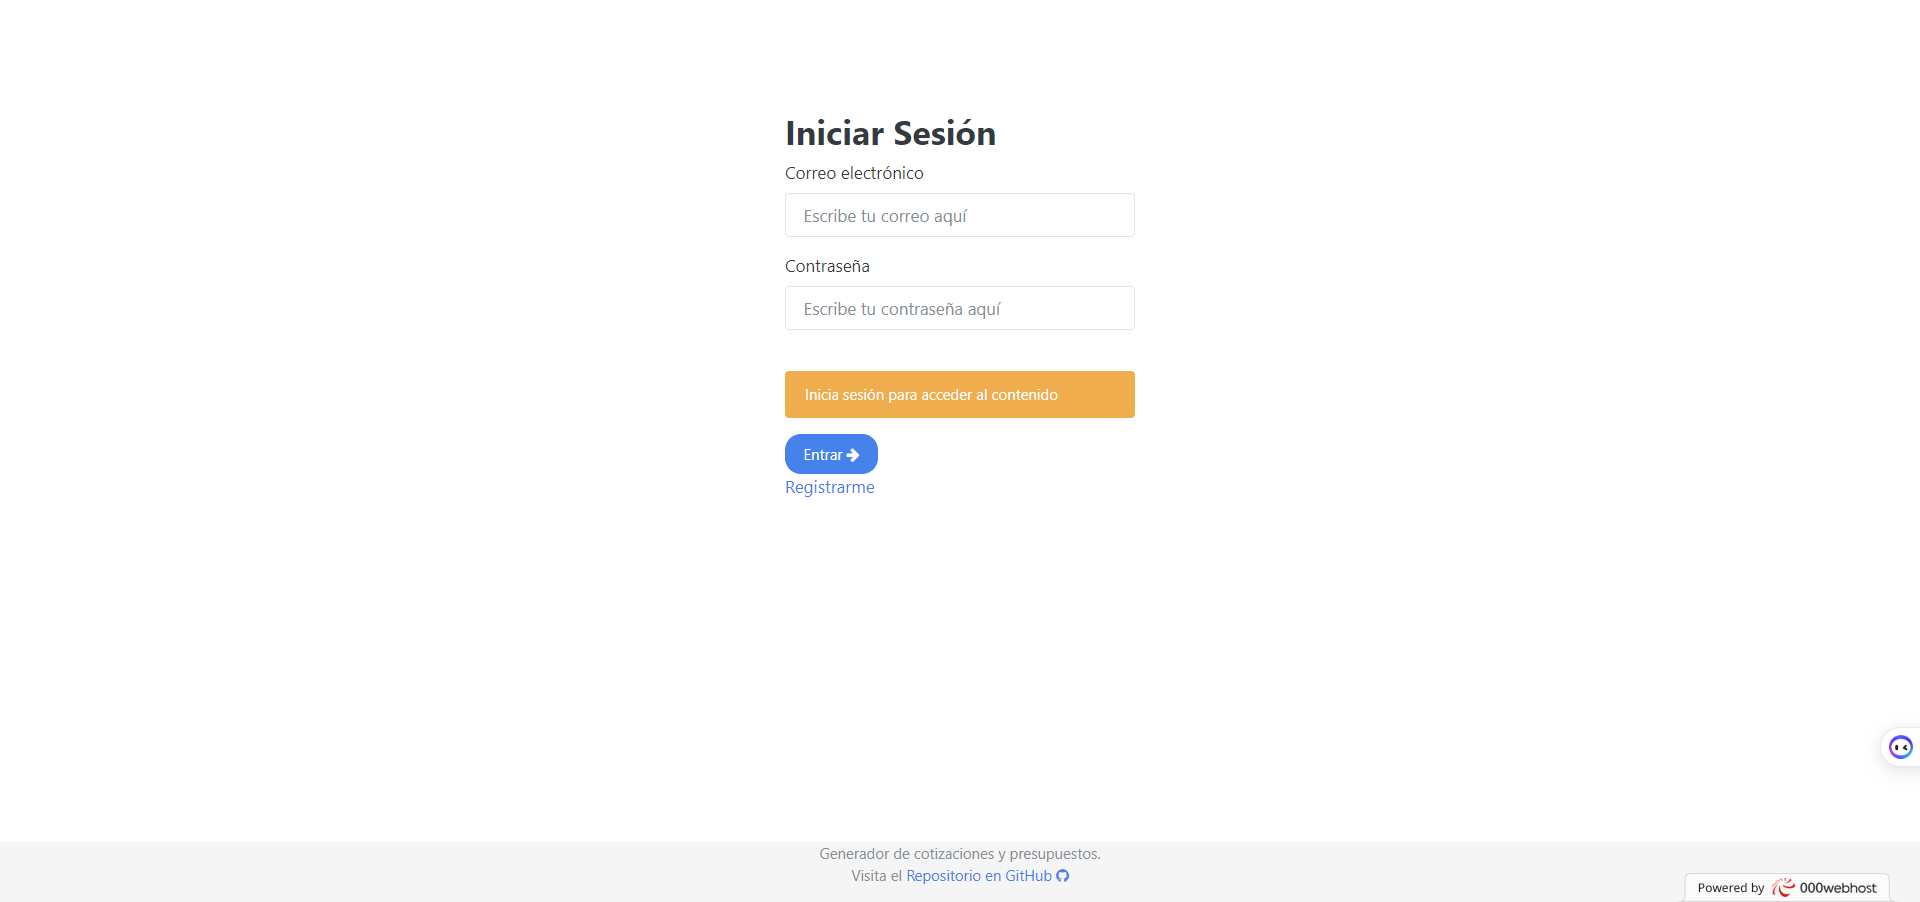 Iniciar Sesión
Correo electrónico
Escribe tu correo aquí
Contraseña
Escribe tu contraseña aquí
Inicia sesión para acceder al contenido
Entrar
Registrarme
Generador de cotizaciones y presupuestos.
Visita el Repositorio en GitHub
Powered by 000webhost